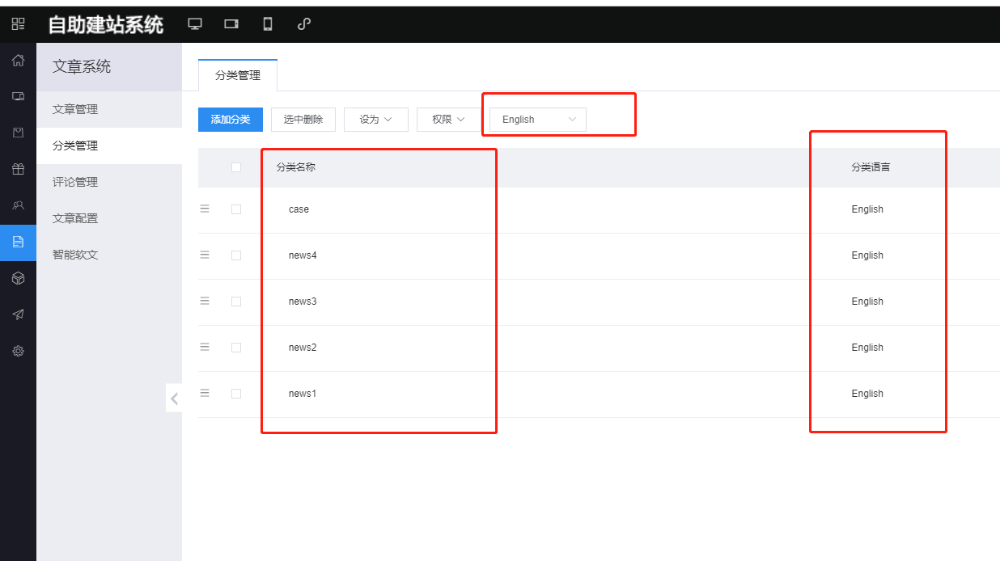 自助建站系统
文章系统
文章管理
分类管理
评论管理
文章配置
智能软文
分类管理
添加分类 选中删除 设为 权限 English
分类名称 分类语言
case English
news4 English
news3 English
news2 English
news1 English